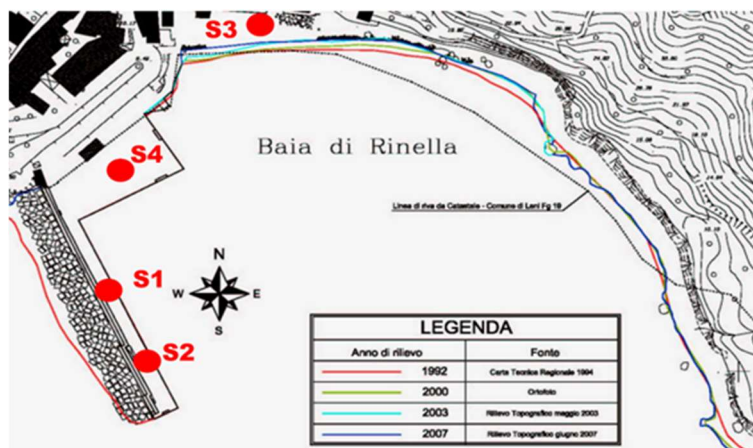 S3
S4
Baia di Rinella
Linea di riva da Catastale - Comune di Leni Fg 19
S1
N
W E
S
S2
LEGENDA
Anno di rilievo Fonte
1992 Carta Tecnica Regionale 1994
2000 Ortofoto
2003 Rilievo Topografico maggio 2003
2007 Rilievo Topografico giugno 2007